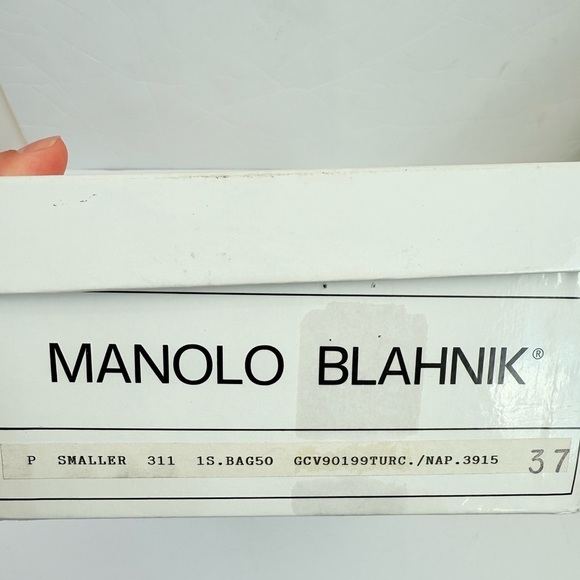 MANOLO BLAHNIK®
P SMALLER 311 1S.BAG50 GCV90199TURC./NAP.3915 37